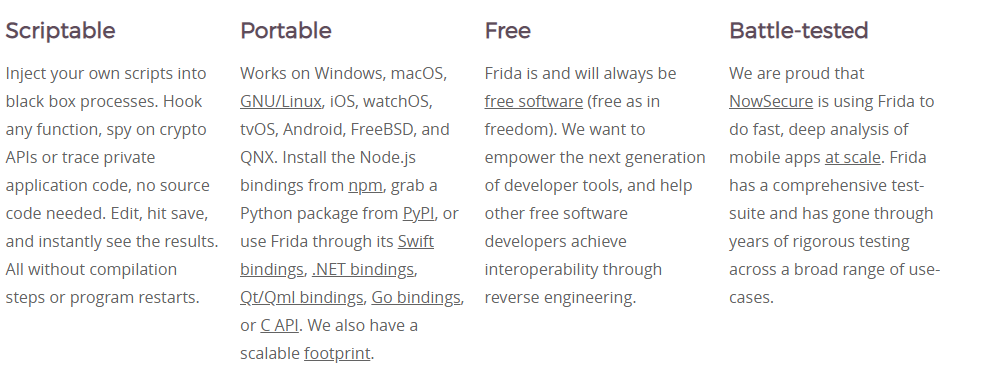 Scriptable
Inject your own scripts into
black box processes. Hook
any function, spy on crypto
APIs or trace private
application code, no source
code needed. Edit, hit save,
and instantly see the results.
All without compilation
steps or program restarts.
Portable
Works on Windows, macOS,
GNU/Linux, iOS, watchOS,
tvOS, Android, FreeBSD, and
QNX. Install the Node.js
bindings from npm, grab a
Python package from PyPI, or
use Frida through its Swift
bindings, .NET bindings,
Qt/Qml bindings, Go bindings,
or C API. We also have a
scalable footprint.
Free
Frida is and will always be
free software (free as in
freedom). We want to
empower the next generation
of developer tools, and help
other free software
developers achieve
interoperability through
reverse engineering.
Battle-tested
We are proud that
NowSecure is using Frida to
do fast, deep analysis of
mobile apps at scale. Frida
has a comprehensive test-
suite and has gone through
years of rigorous testing
across a broad range of use-
cases.